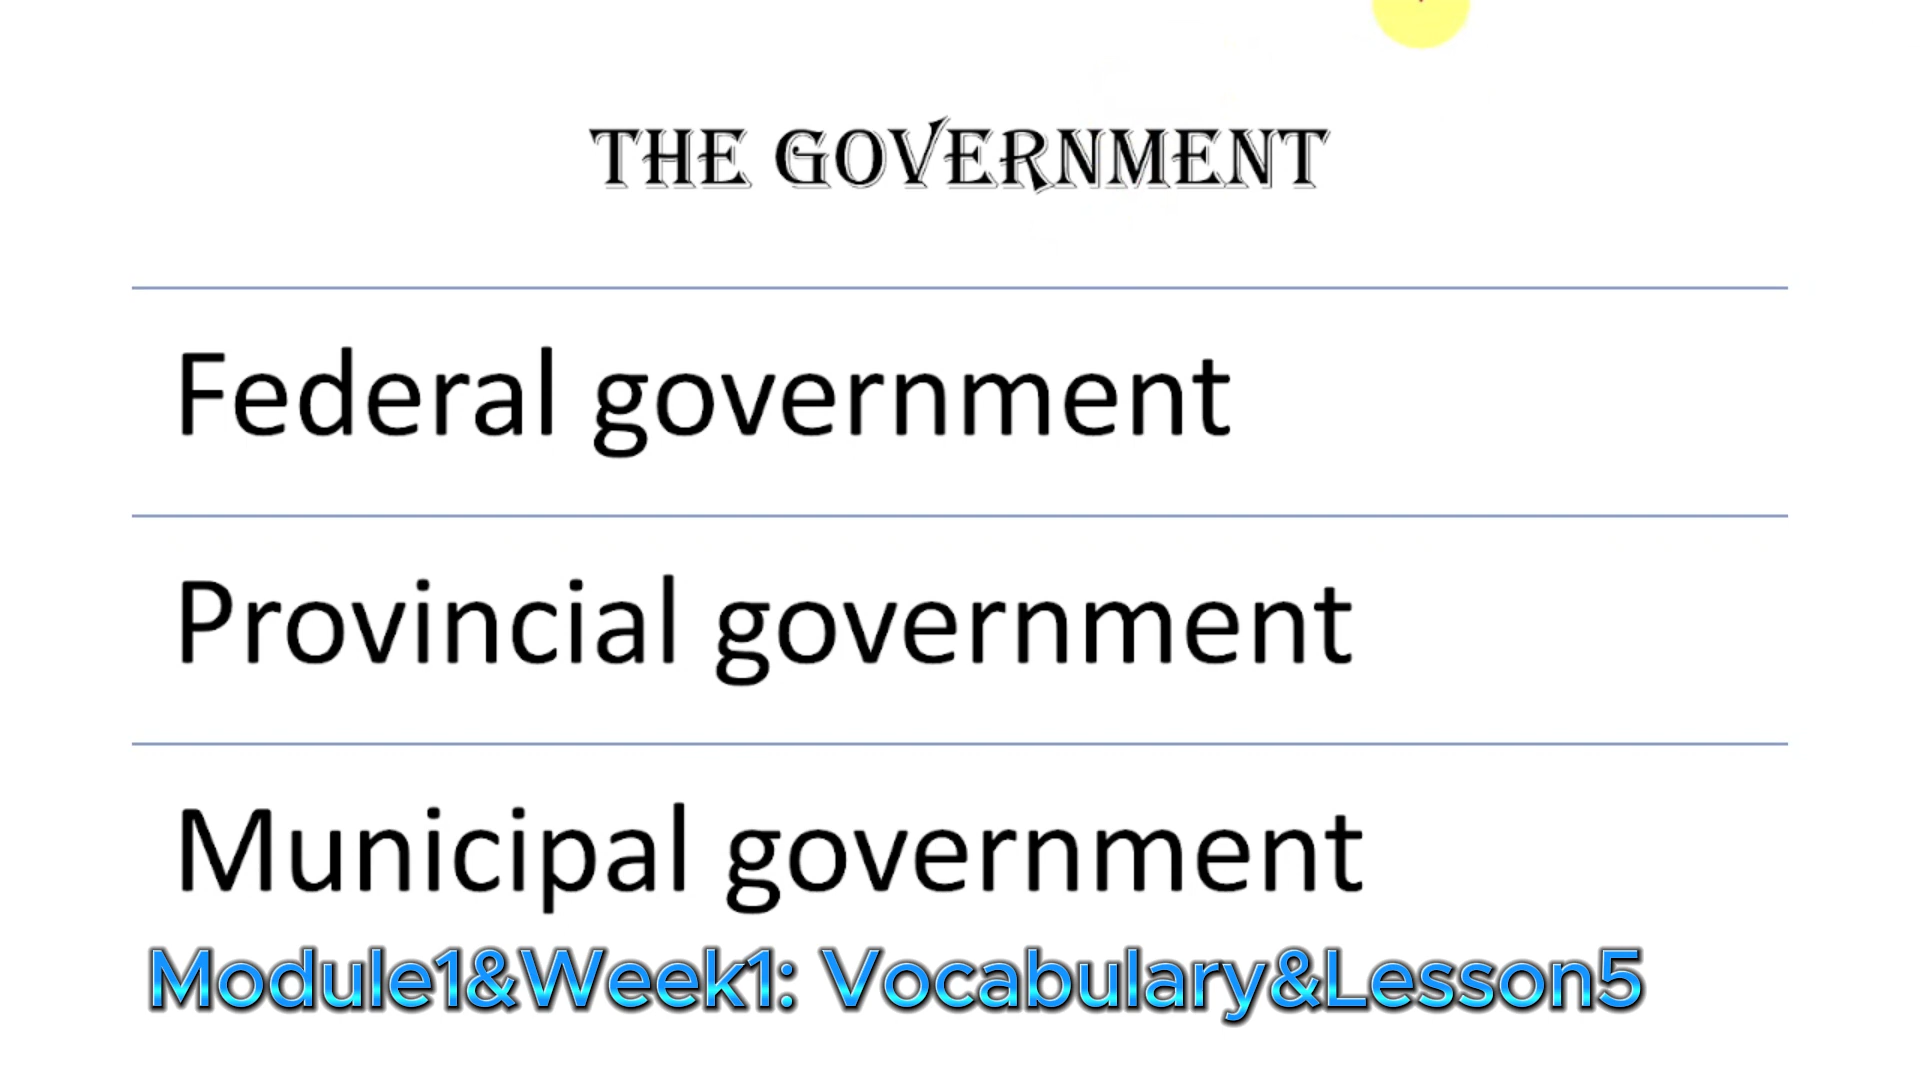 THE GOVERNMENT
Federal government
Provincial government
Municipal government
Module1&Week1: Vocabulary&Lesson5